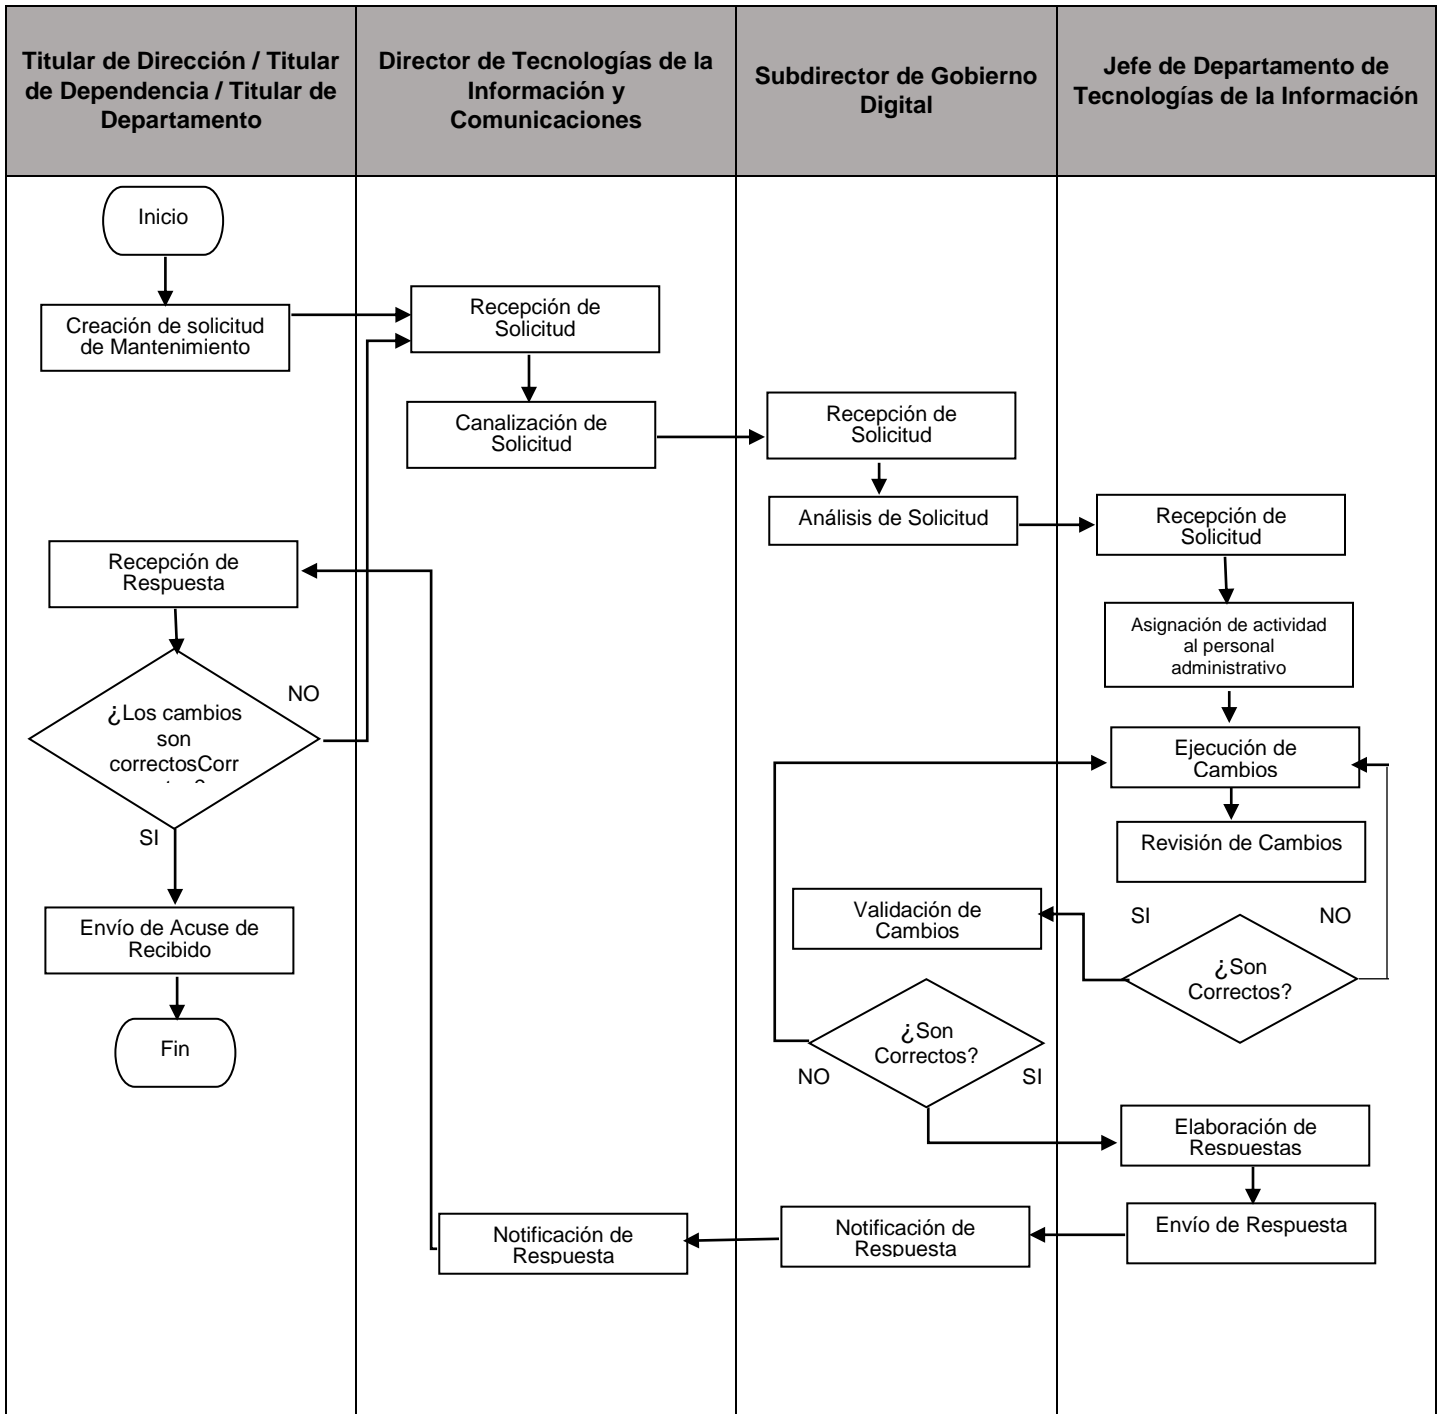 Titular de Dirección / Titular
de Dependencia / Titular de
Departamento
Director de Tecnologías de la
Información y
Comunicaciones
Subdirector de Gobierno
Digital
Jefe de Departamento de
Tecnologías de la Información
Inicio
Creación de solicitud
de Mantenimiento
Recepción de
Solicitud
Canalización de
Solicitud
Recepción de
Solicitud
Análisis de Solicitud
Recepción de
Solicitud
Recepción de
Respuesta
Asignación de actividad
al personal
administrativo
NO
¿Los cambios
son
correctosCorr
Ejecución de
Cambios
SI
Revisión de Cambios
Envío de Acuse de
Recibido
Validación de
Cambios
SI
NO
¿Son
Correctos?
Fin
¿Son
Correctos?
NO
SI
Elaboración de
Respuestas
Envío de Respuesta
Notificación de
Respuesta
Notificación de
Respuesta